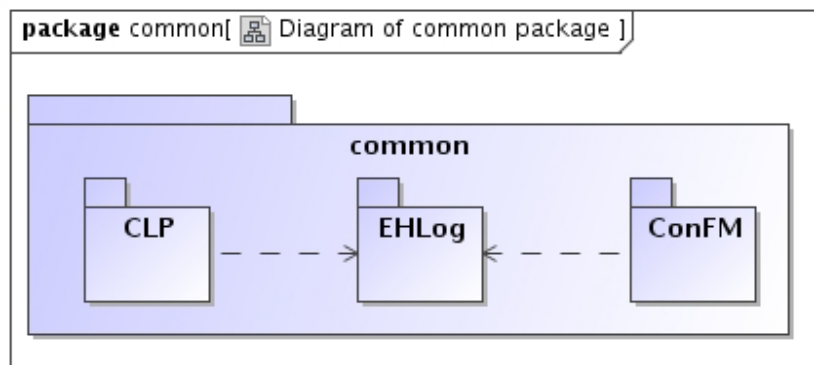 package common[ Diagram of common package ]
common
CLP
EHLog
ConFM